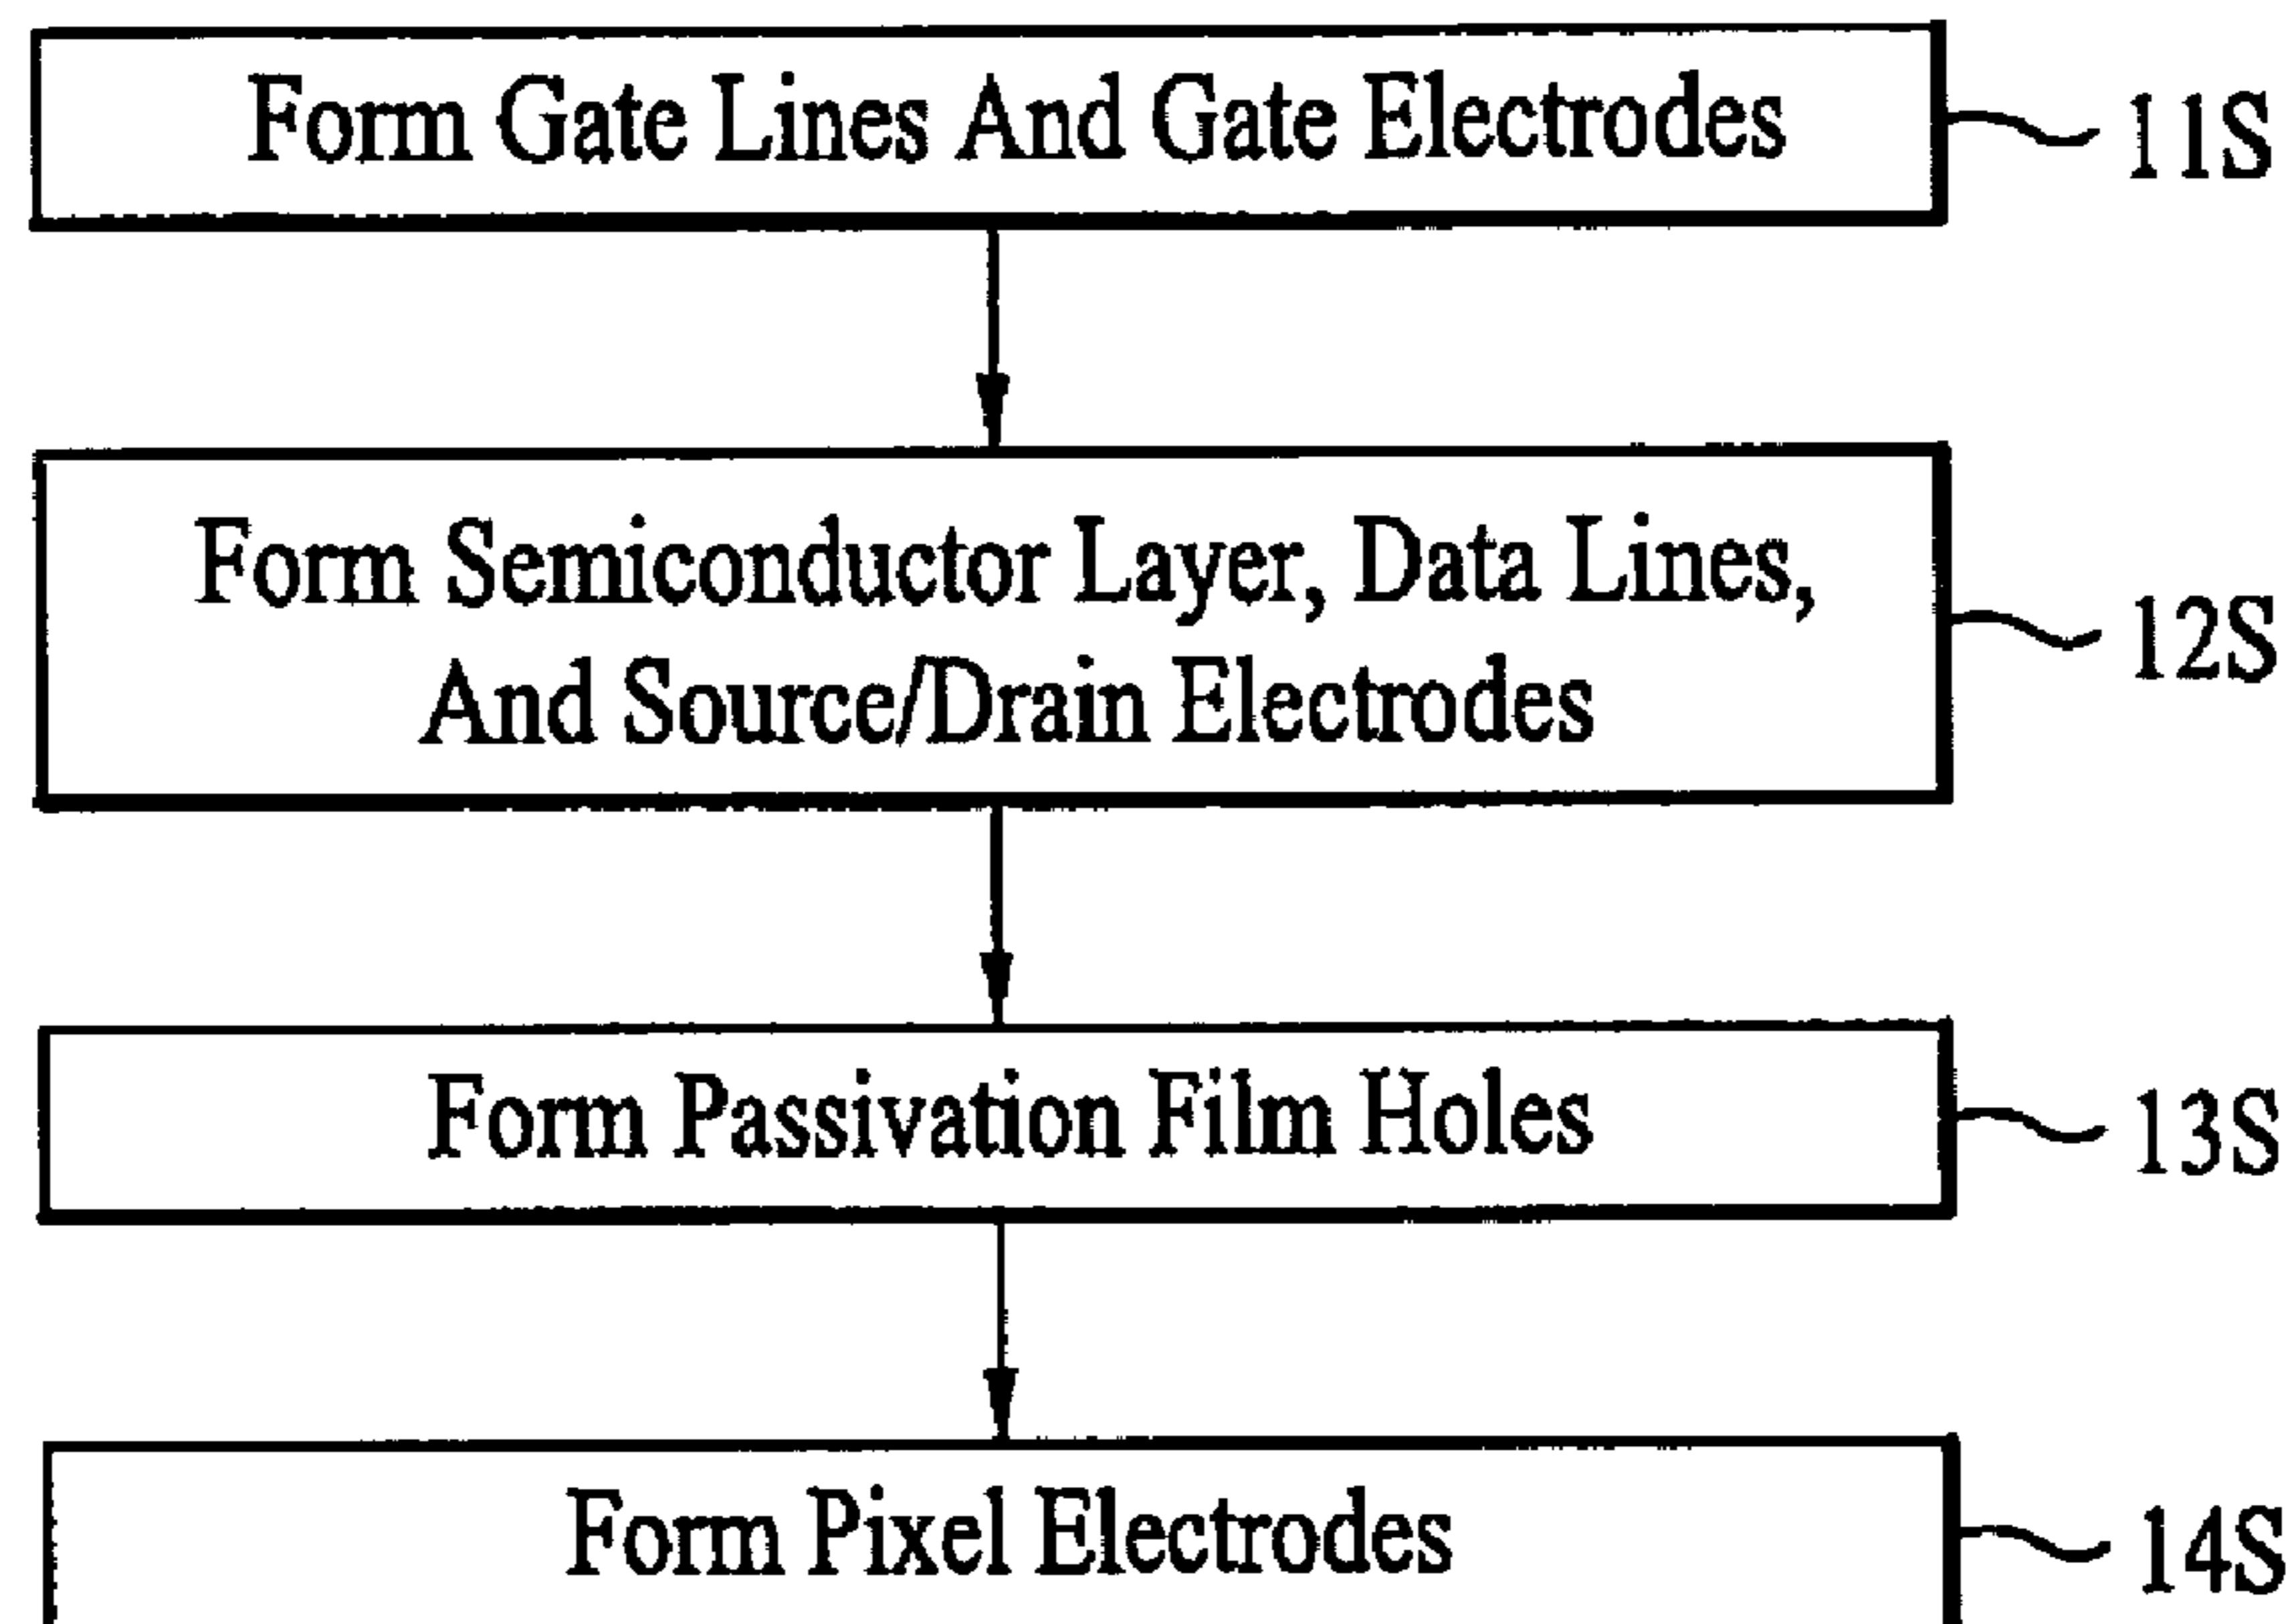 Form Gate Lines And Gate Electrodes
11S
Form Semiconductor Layer, Data Lines,
And Source/Drain Electrodes
12S
Form Passivation Film Holes
13S
Form Pixel Electrodes
14S